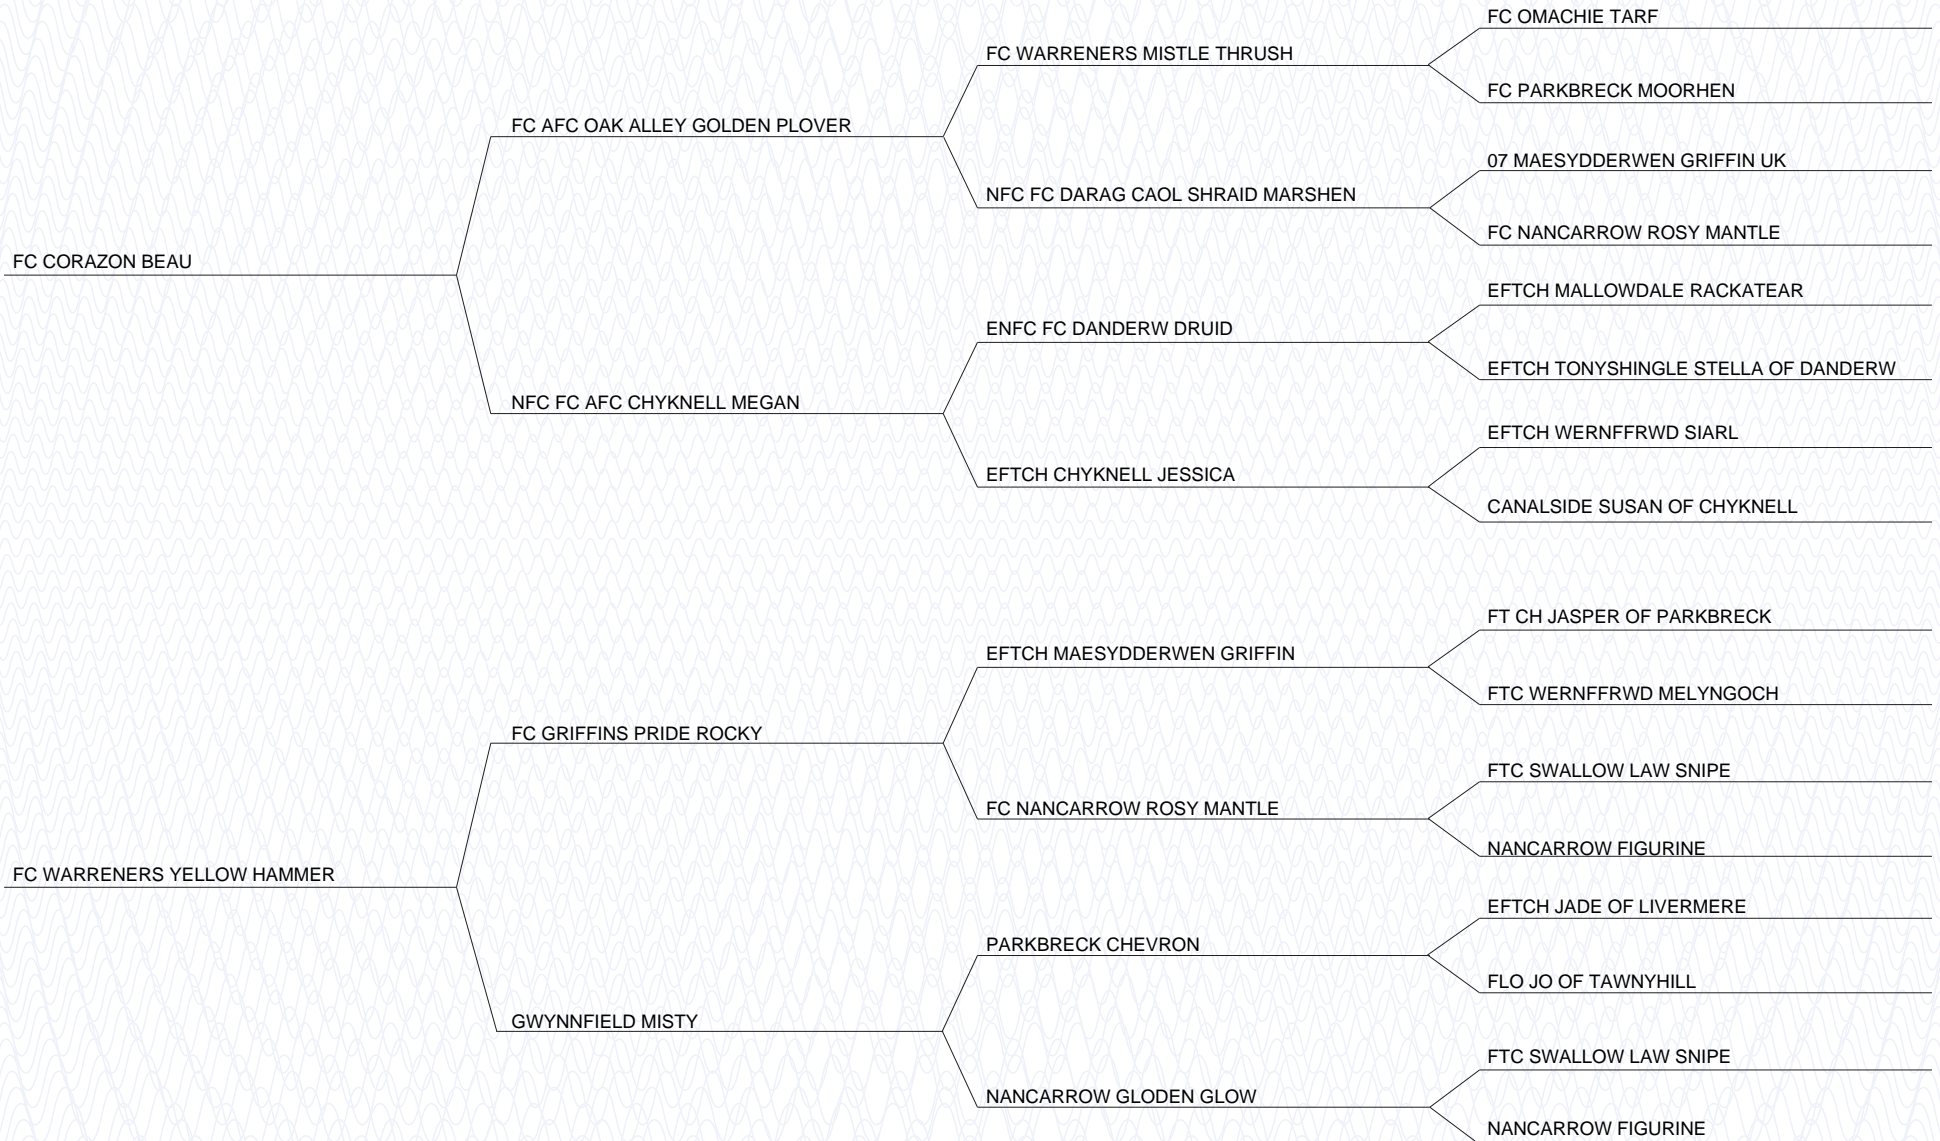 FC OMACHIE TARF
FC WARRENERS MISTLE THRUSH
FC PARKBRECK MOORHEN
FC AFC OAK ALLEY GOLDEN PLOVER
07 MAESYDDERWEN GRIFFIN UK
NFC FC DARAG CAOL SHRAID MARSHEN
FC NANCARROW ROSY MANTLE
FC CORAZON BEAU
EFTCH MALLOWDALE RACKATEAR
ENFC FC DANDERW DRUID
EFTCH TONYSHINGLE STELLA OF DANDERW
NFC FC AFC CHYKNELL MEGAN
EFTCH WERNFFRWD SIARL
EFTCH CHYKNELL JESSICA
CANALSIDE SUSAN OF CHYKNELL
FT CH JASPER OF PARKBRECK
EFTCH MAESYDDERWEN GRIFFIN
FTC WERNFFRWD MELYNGOCH
FC GRIFFINS PRIDE ROCKY
FTC SWALLOW LAW SNIPE
FC NANCARROW ROSY MANTLE
NANCARROW FIGURINE
FC WARRENERS YELLOW HAMMER
EFTCH JADE OF LIVERMERE
PARKBRECK CHEVRON
FLO JO OF TAWNYHILL
GWYNNFIELD MISTY
FTC SWALLOW LAW SNIPE
NANCARROW GLODEN GLOW
NANCARROW FIGURINE